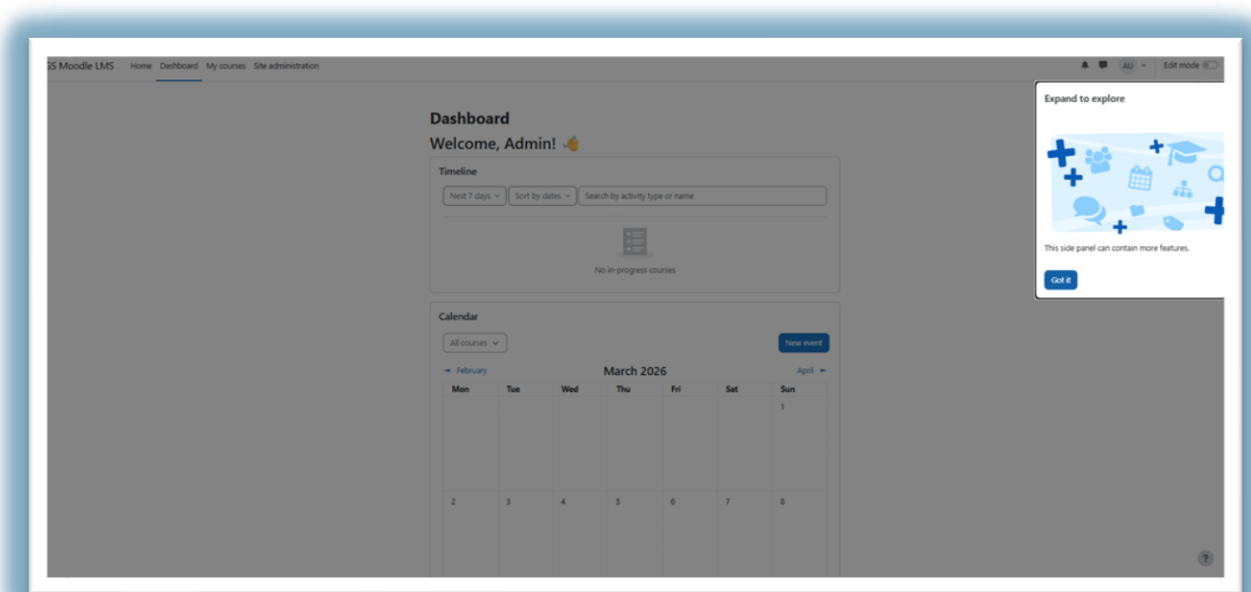 SS Moodle LMS Home Dashboard My courses Site administration AU Edit mode
Expand to explore
This side panel can contain more features.
Got it
Dashboard
Welcome, Admin! 👋
Timeline
Next 7 days Sort by dates Search by activity type or name
No in-progress courses
Calendar
All courses New event
February March 2026 April
Mon Tue Wed Thu Fri Sat Sun
1
2 3 4 5 6 7 8
?